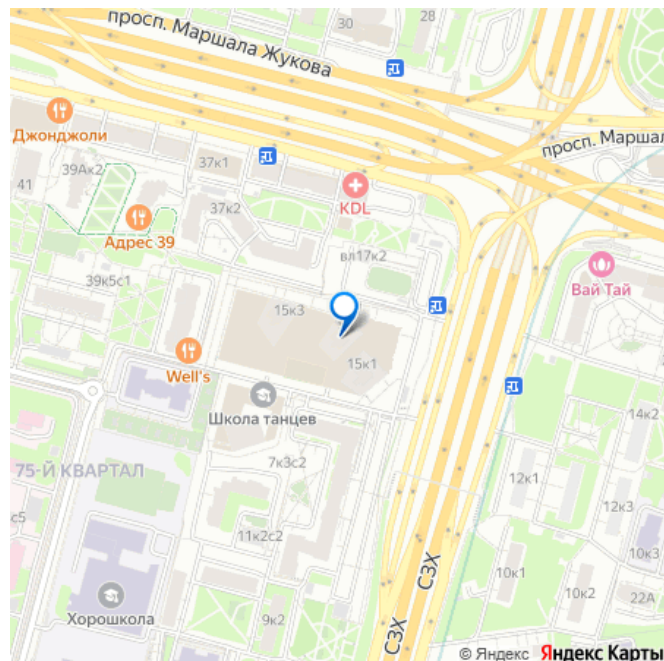 просп. Маршала Жукова
30
28
Джонджоли
37к1
просп. Маршал
39Ак2
KDL
41
37к2
Адрес 39
вл17к2
39к5с1
Вай Тай
15к3
15к1
Well's
Школа танцев
14к2
75-Й КВАРТАЛ
7к3с2
12к1
с5
12к3
11к2с2
СЗХ
10к1
Хорошкола
10к2
22А
9к2
СЗХ
© Яндекс Яндекс Карты